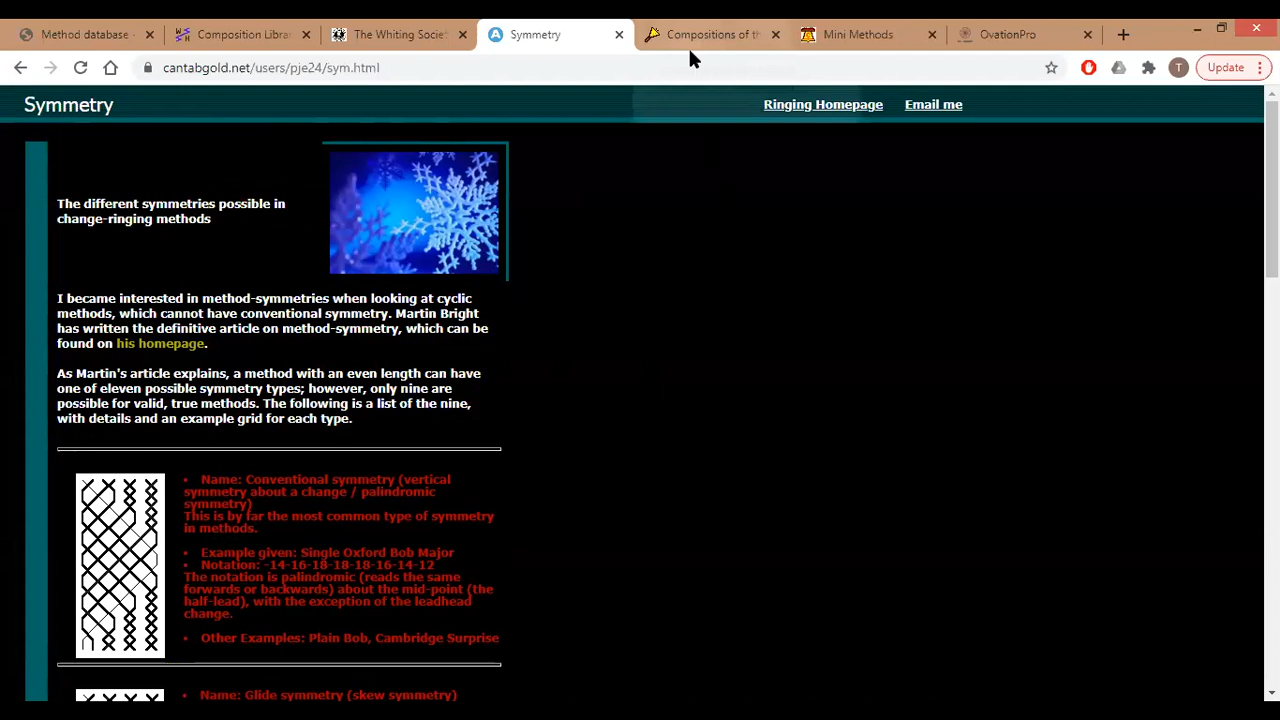 Method database -
Composition Libra
The Whiting Socie
Symmetry
Compositions of th
Mini Methods
OvationPro
cantabgold.net/users/pje24/sym.html
T
Update
Symmetry
Ringing Homepage
Email me
The different symmetries possible in
change-ringing methods
I became interested in method-symmetries when looking at cyclic
methods, which cannot have conventional symmetry. Martin Bright
has written the definitive article on method-symmetry, which can be
found on his homepage.
As Martin's article explains, a method with an even length can have
one of eleven possible symmetry types; however, only nine are
possible for valid, true methods. The following is a list of the nine,
with details and an example grid for each type.
• Name: Conventional symmetry (vertical
symmetry about a change / palindromic
symmetry)
This is by far the most common type of symmetry
in methods.
• Example given: Single Oxford Bob Major
• Notation: -14-16-18-18-18-16-14-12
The notation is palindromic (reads the same
forwards or backwards) about the mid-point (the
half-lead), with the exception of the leadhead
change.
• Other Examples: Plain Bob, Cambridge Surprise
• Name: Glide symmetry (skew symmetry)